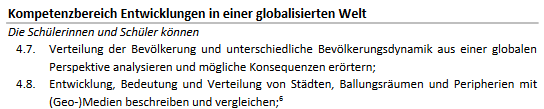 Kompetenzbereich Entwicklungen in einer globalisierten Welt
Die Schülerinnen und Schüler können
4.7. Verteilung der Bevölkerung und unterschiedliche Bevölkerungsdynamik aus einer globalen
Perspektive analysieren und mögliche Konsequenzen erörtern;
4.8. Entwicklung, Bedeutung und Verteilung von Städten, Ballungsräumen und Peripherien mit
(Geo-)Medien beschreiben und vergleichen;⁶